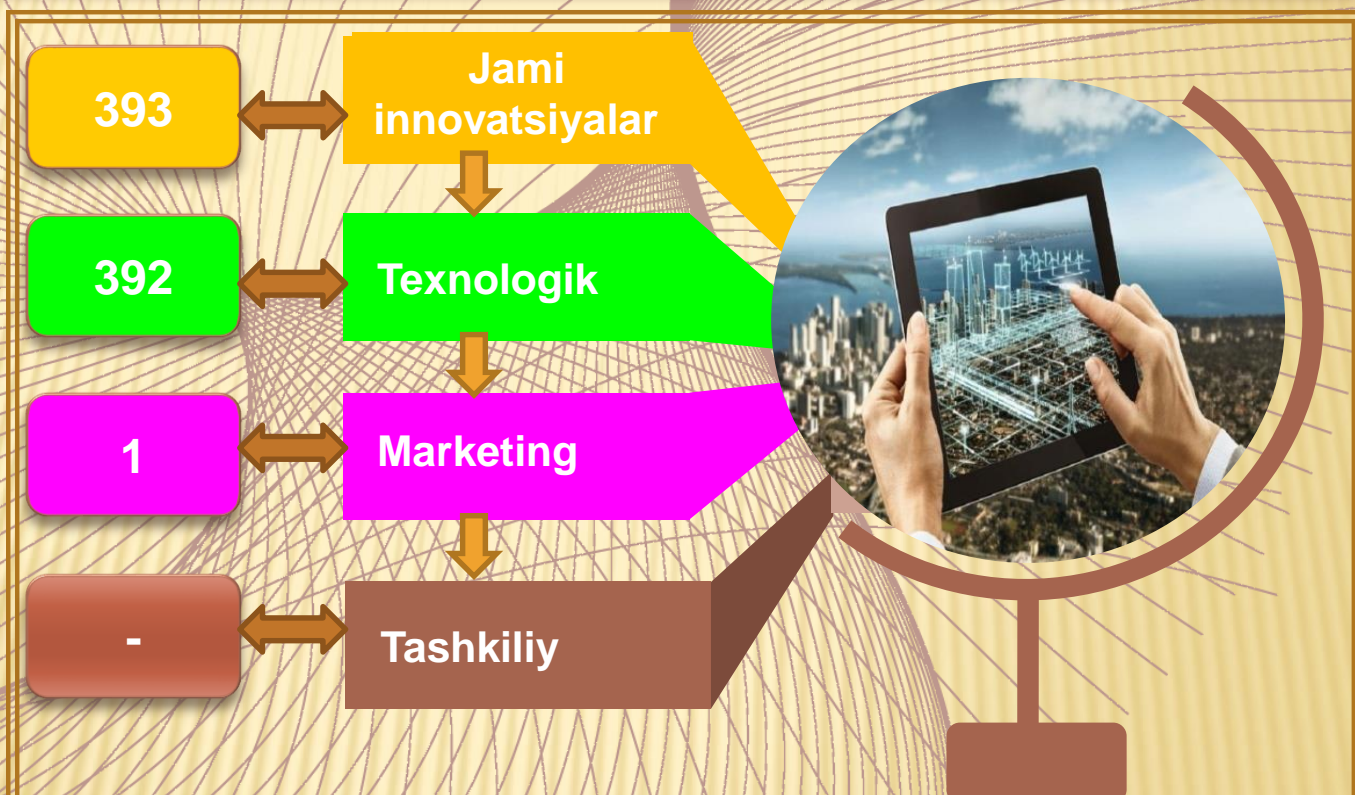 393
Jami
innovatsiyalar
392
Texnologik
1
Marketing
-
Tashkiliy